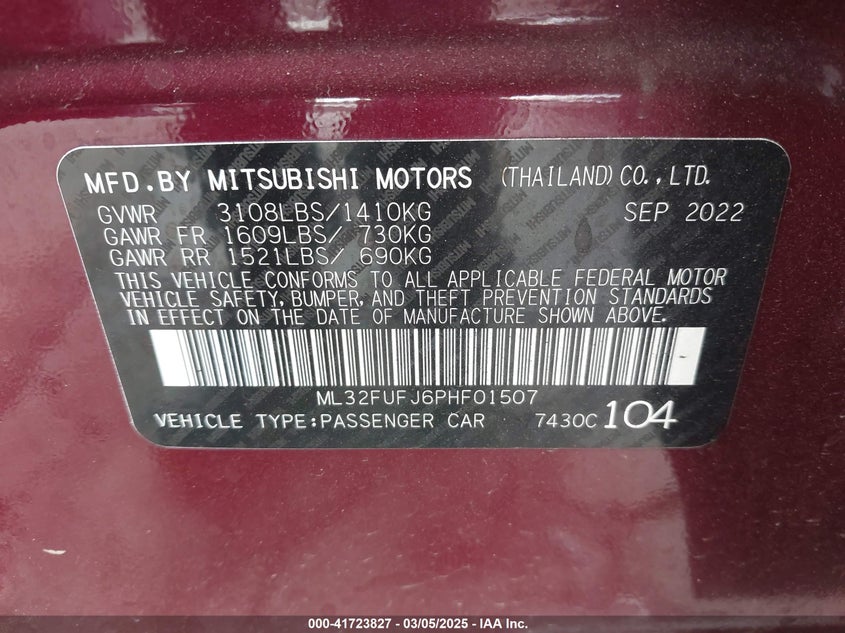 MFD.BY MITSUBISHI MOTORS (THAILAND)CO.,LTD.
GVWR 3108LBS/1410KG SEP 2022
GAWR FR 1609LBS/ 730KG
GAWR RR 1521LBS/ 690KG
THIS VEHICLE CONFORMS TO ALL APPLICABLE FEDERAL MOTOR
VEHICLE SAFETY, BUMPER, AND THEFT PREVENTION STANDARDS
IN EFFECT ON THE DATE OF MANUFACTURE SHOWN ABOVE.
ML32FUFJ6PHF01507
VEHICLE TYPE:PASSENGER CAR 7430C 104
000-41723827 - 03/05/2025 - IAA Inc.